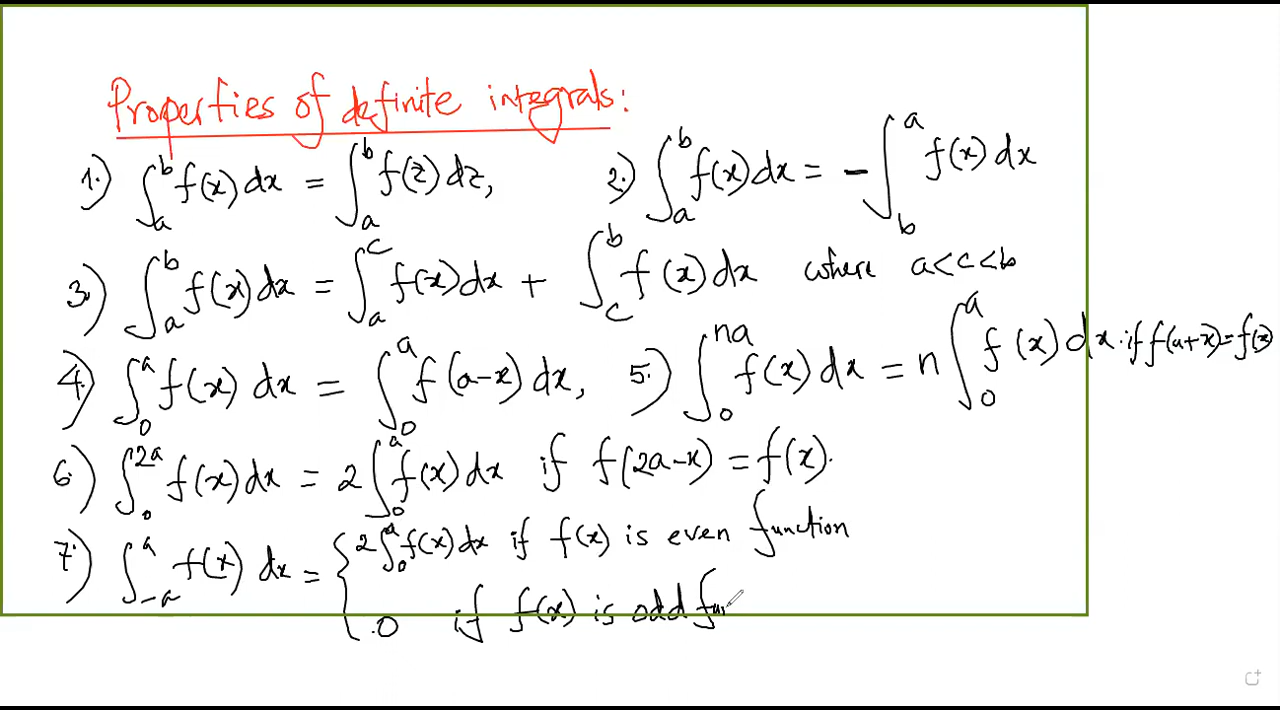 Properties of definite integrals:
1.) ∫_a^b f(x) dx = ∫_a^b f(z) dz, 2.) ∫_a^b f(x) dx = -∫_b^a f(x) dx
3.) ∫_a^b f(x) dx = ∫_a^c f(x) dx + ∫_c^b f(x) dx where a<c<b
4.) ∫_0^a f(x) dx = ∫_0^a f(a-x) dx, 5.) ∫_0^{na} f(x) dx = n ∫_0^a f(x) dx. if f(a+x)=f(x)
6.) ∫_0^{2a} f(x) dx = 2 ∫_0^a f(x) dx if f(2a-x) = f(x).
7.) ∫_{-a}^a f(x) dx = { 2 ∫_0^a f(x) dx if f(x) is even function
.0 if f(x) is odd fun